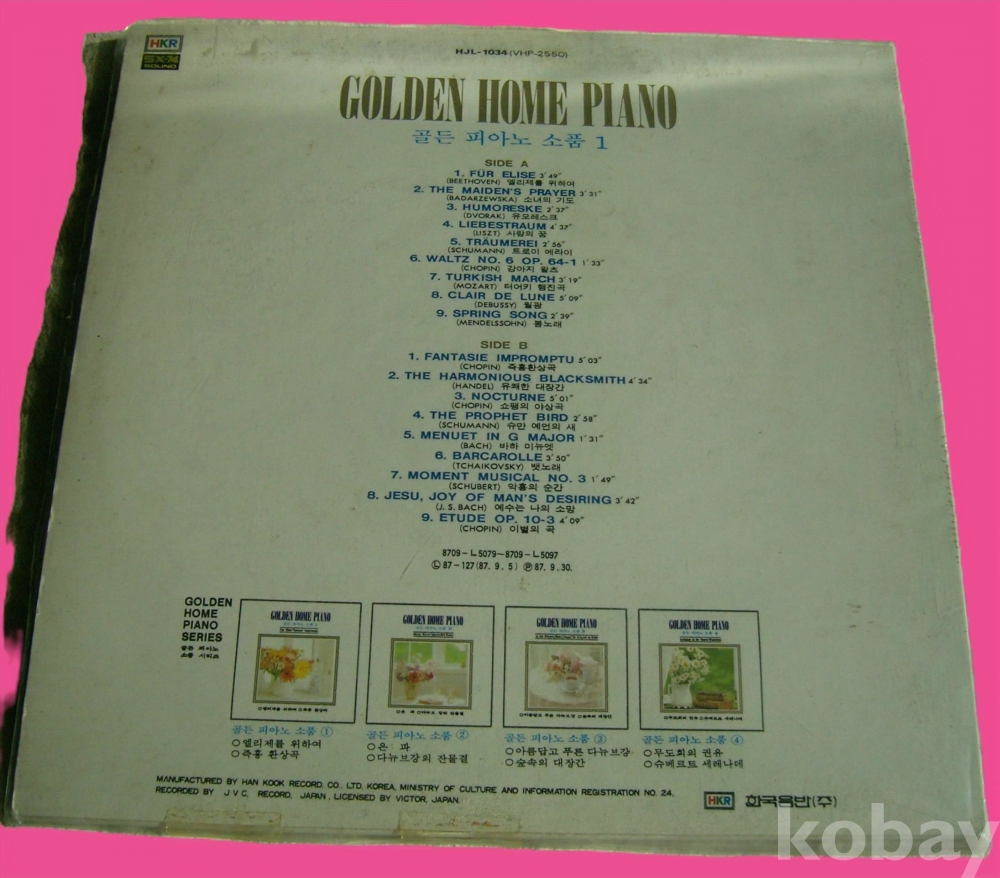 HKR
SX-74
SOUND
HJL-1034(VHP-2550)
GOLDEN HOME PIANO
골든 피아노 소품 1
SIDE A
1. FÜR ELISE 3′49″
(BEETHOVEN) 엘리제를 위하여
2. THE MAIDEN'S PRAYER 3′31″
(BADARZEWSKA) 소녀의 기도
3. HUMORESKE 2′37″
(DVORAK) 유모레스크
4. LIEBESTRAUM 4′37″
(LISZT) 사랑의 꿈
5. TRÄUMEREI 2′56″
(SCHUMANN) 트로이 메라이
6. WALTZ NO. 6 OP. 64-1 1′33″
(CHOPIN) 강아지 왈츠
7. TURKISH MARCH 3′19″
(MOZART) 터어키 행진곡
8. CLAIR DE LUNE 5′09″
(DEBUSSY) 월광
9. SPRING SONG 2′39″
(MENDELSSOHN) 봄노래
SIDE B
1. FANTASIE IMPROMPTU 5′03″
(CHOPIN) 즉흥환상곡
2. THE HARMONIOUS BLACKSMITH 4′34″
(HANDEL) 유쾌한 대장간
3. NOCTURNE 5′01″
(CHOPIN) 쇼팽의 야상곡
4. THE PROPHET BIRD 2′58″
(SCHUMANN) 슈만 예언의 새
5. MENUET IN G MAJOR 1′31″
(BACH) 바하 미뉴엣
6. BARCAROLLE 3′50″
(TCHAIKOVSKY) 뱃노래
7. MOMENT MUSICAL NO. 3 1′49″
(SCHUBERT) 악흥의 순간
8. JESU, JOY OF MAN'S DESIRING 3′42″
(J. S. BACH) 예수는 나의 소망
9. ETUDE OP. 10-3 4′09″
(CHOPIN) 이별의 곡
8709-ㄴ5079~8709-ㄴ5097
Ⓛ87-127(87. 9. 5) Ⓟ87. 9. 30.
GOLDEN
HOME
PIANO
SERIES
골든 피아노
소품 시리즈
GOLDEN HOME PIANO
GOLDEN HOME PIANO
GOLDEN HOME PIANO
GOLDEN HOME PIANO
골든 피아노 소품 ①
○엘리제를 위하여
○즉흥 환상곡
골든 피아노 소품 ②
○은 파
○다뉴브강의 잔물결
골든 피아노 소품 ③
○아름답고 푸른 다뉴브강
○숲속의 대장간
골든 피아노 소품 ④
○무도회의 권유
○슈베르트 세레나데
MANUFACTURED BY HAN KOOK RECORD, CO. LTD, KOREA, MINISTRY OF CULTURE AND INFORMATION REGISTRATION NO. 24.
RECORDED BY J V C, RECORD, JAPAN, LICENSED BY VICTOR, JAPAN.
HKR 한국음반(주)
kobay